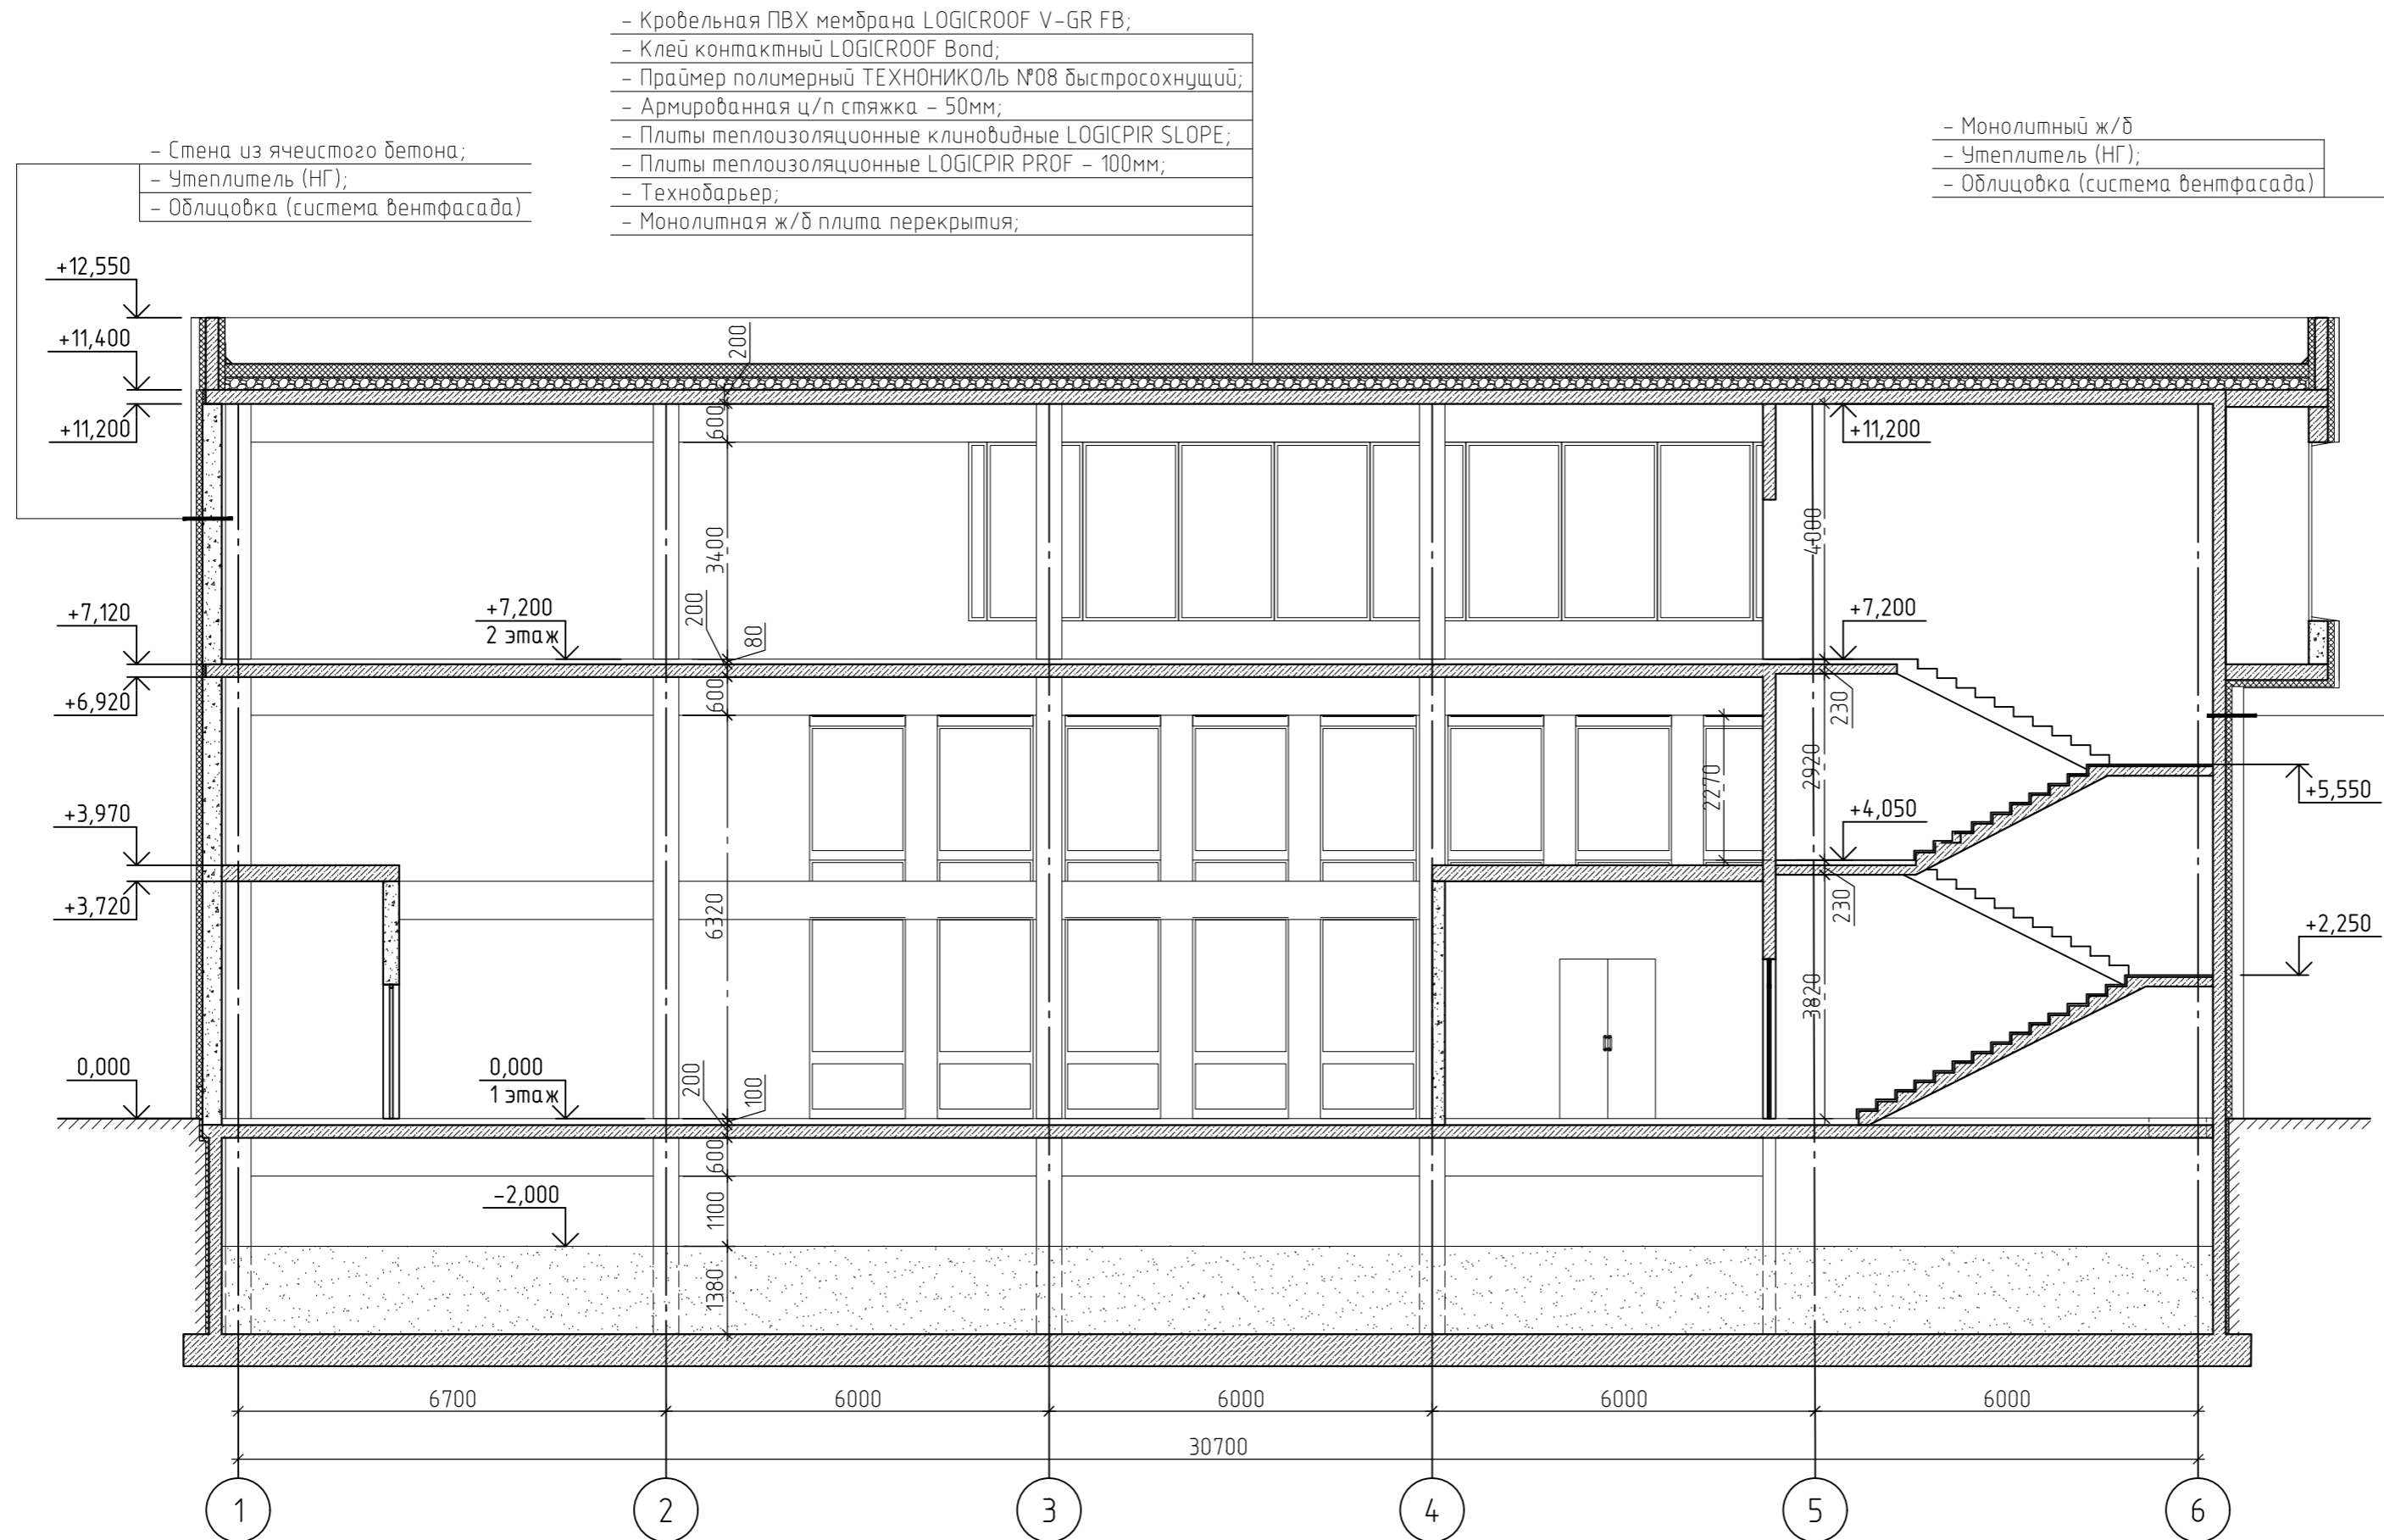 - Кровельная ПВХ мембрана LOGICROOF V-GR FB;
- Клей контактный LOGICROOF Bond;
- Праймер полимерный ТЕХНОНИКОЛЬ №08 быстросохнущий;
- Армированная ц/п стяжка - 50мм;
- Плиты теплоизоляционные клиновидные LOGICPIR SLOPE;
- Плиты теплоизоляционные LOGICPIR PROF - 100мм;
- Технобарьер;
- Монолитная ж/б плита перекрытия;
- Стена из ячеистого бетона;
- Утеплитель (НГ);
- Облицовка (система вентфасада)
- Монолитный ж/б
- Утеплитель (НГ);
- Облицовка (система вентфасада)
+12,550
+11,400
+11,200
+7,120
+6,920
+3,970
+3,720
0,000
+7,200
2 этаж
0,000
1 этаж
-2,000
200
600
3400
200
80
600
6320
200
100
600
1100
1380
2270
4000
230
2920
230
3820
+11,200
+7,200
+4,050
+5,550
+2,250
6700
6000
6000
6000
6000
30700
1
2
3
4
5
6